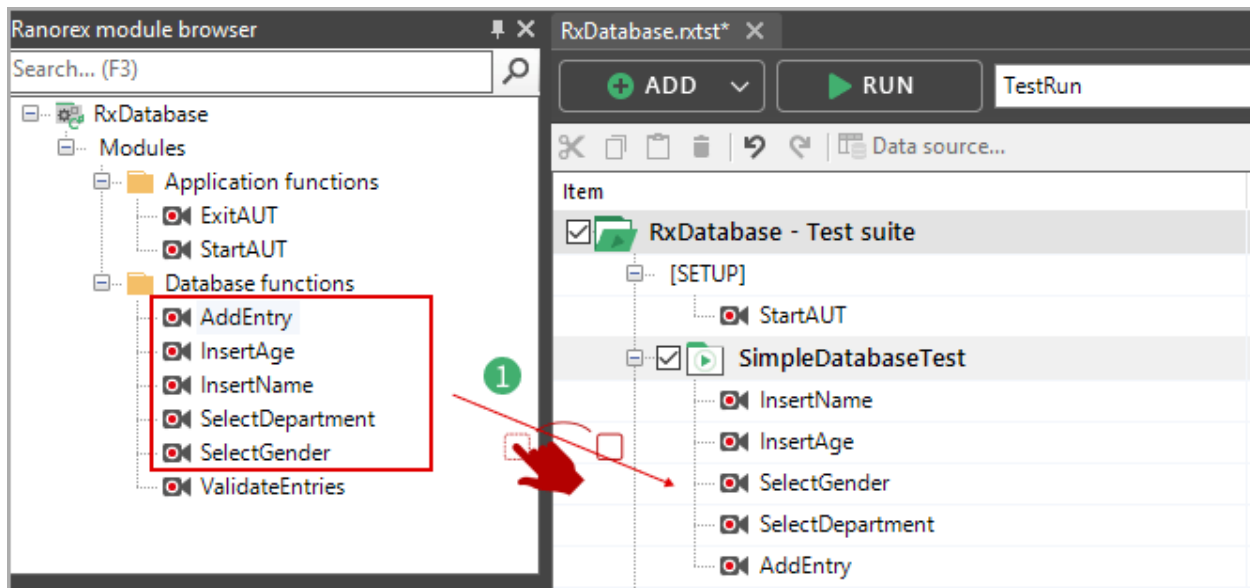 Ranorex module browser
Search... (F3)
RxDatabase
Modules
Application functions
ExitAUT
StartAUT
Database functions
AddEntry
InsertAge
InsertName
SelectDepartment
SelectGender
ValidateEntries
1
RxDatabase.rxtst*
ADD
RUN
TestRun
Data source...
Item
RxDatabase - Test suite
[SETUP]
StartAUT
SimpleDatabaseTest
InsertName
InsertAge
SelectGender
SelectDepartment
AddEntry